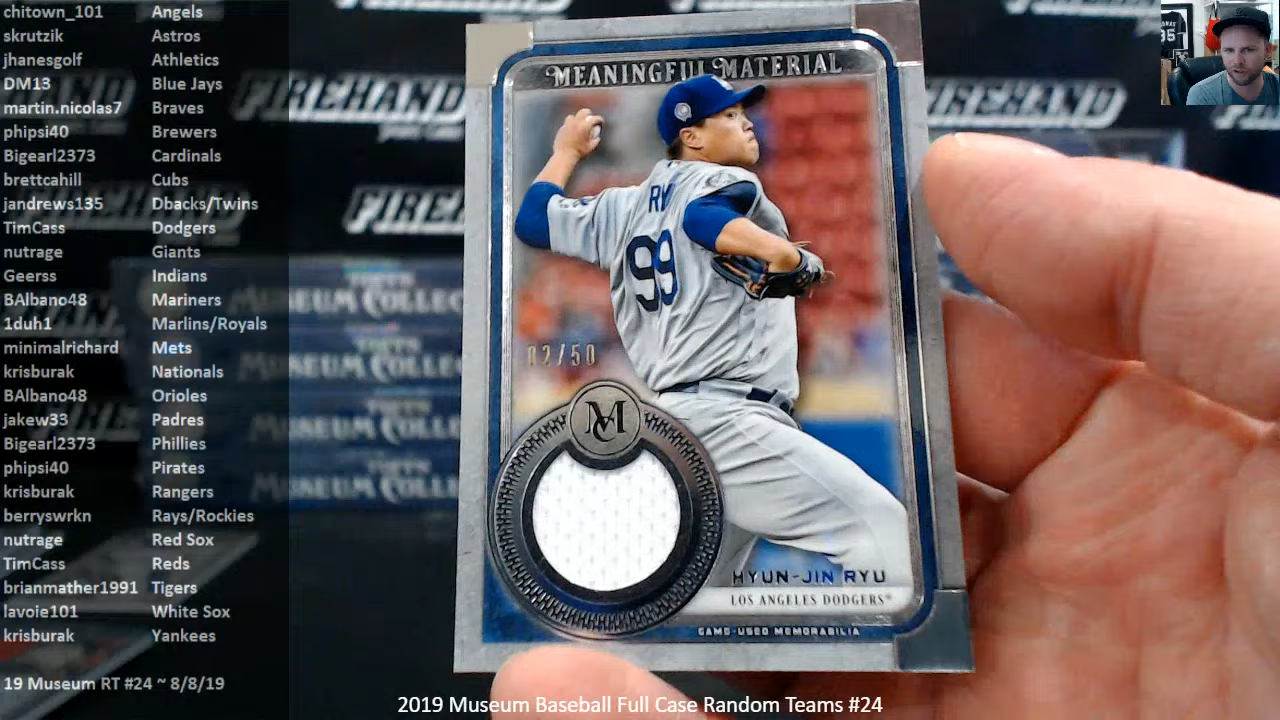 chitown_101 Angels
skrutzik Astros
jhanesgolf Athletics
DM13 Blue Jays
martin.nicolas7 Braves
phipsi40 Brewers
Bigearl2373 Cardinals
brettcahill Cubs
jandrews135 Dbacks/Twins
TimCass Dodgers
nutrage Giants
Geerss Indians
BAlbano48 Mariners
1duh1 Marlins/Royals
minimalrichard Mets
krisburak Nationals
BAlbano48 Orioles
jakew33 Padres
Bigearl2373 Phillies
phipsi40 Pirates
krisburak Rangers
berryswrkn Rays/Rockies
nutrage Red Sox
TimCass Reds
brianmather1991 Tigers
lavoie101 White Sox
krisburak Yankees
19 Museum RT #24 ~ 8/8/19
MEANINGFUL MATERIAL
99
02/50
MC
HYUN-JIN RYU
LOS ANGELES DODGERS
GAME-USED MEMORABILIA
FIREHAND
2019 Museum Baseball Full Case Random Teams #24